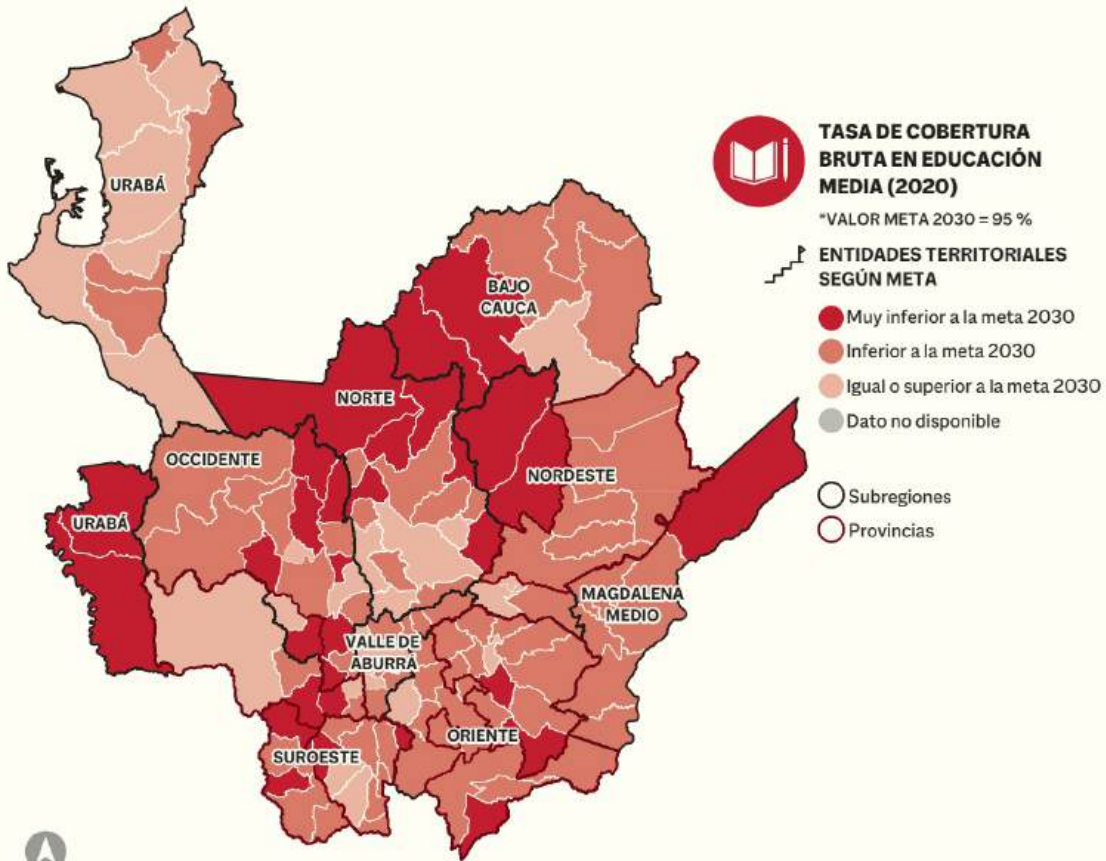 TASA DE COBERTURA
BRUTA EN EDUCACIÓN
MEDIA (2020)
*VALOR META 2030 = 95 %
ENTIDADES TERRITORIALES
SEGÚN META
Muy inferior a la meta 2030
Inferior a la meta 2030
Igual o superior a la meta 2030
Dato no disponible
Subregiones
Provincias
URABÁ
BAJO
CAUCA
NORTE
OCCIDENTE
NORDESTE
URABÁ
MAGDALENA
MEDIO
VALLE DE
ABURRÁ
ORIENTE
SUROESTE